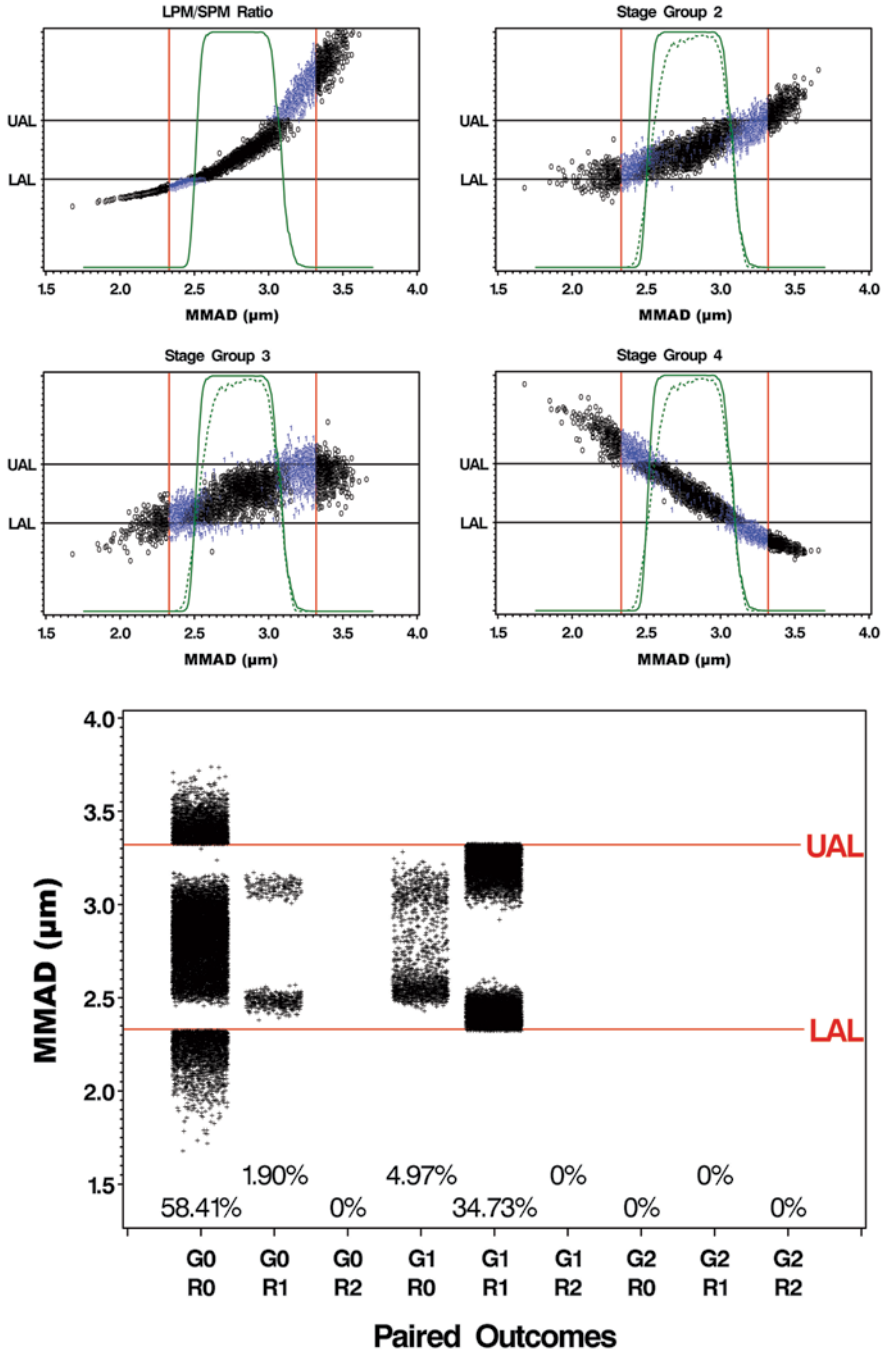 LPM/SPM Ratio
UAL
LAL
1.5 2.0 2.5 3.0 3.5 4.0
MMAD (µm)
Stage Group 2
UAL
LAL
1.5 2.0 2.5 3.0 3.5 4.0
MMAD (µm)
Stage Group 3
UAL
LAL
1.5 2.0 2.5 3.0 3.5 4.0
MMAD (µm)
Stage Group 4
UAL
LAL
1.5 2.0 2.5 3.0 3.5 4.0
MMAD (µm)
4.0
3.5
3.0
2.5
2.0
1.5
MMAD (µm)
UAL
LAL
1.90% 4.97% 0% 0%
58.41% 0% 34.73% 0% 0%
G0 G0 G0 G1 G1 G1 G2 G2 G2
R0 R1 R2 R0 R1 R2 R0 R1 R2
Paired Outcomes